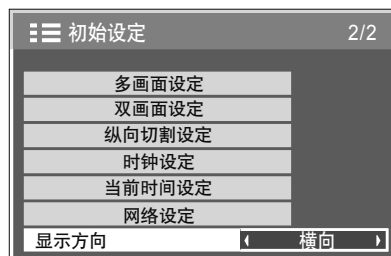 初始设定 2/2
多画面设定
双画面设定
纵向切割设定
时钟设定
当前时间设定
网络设定
显示方向 横向